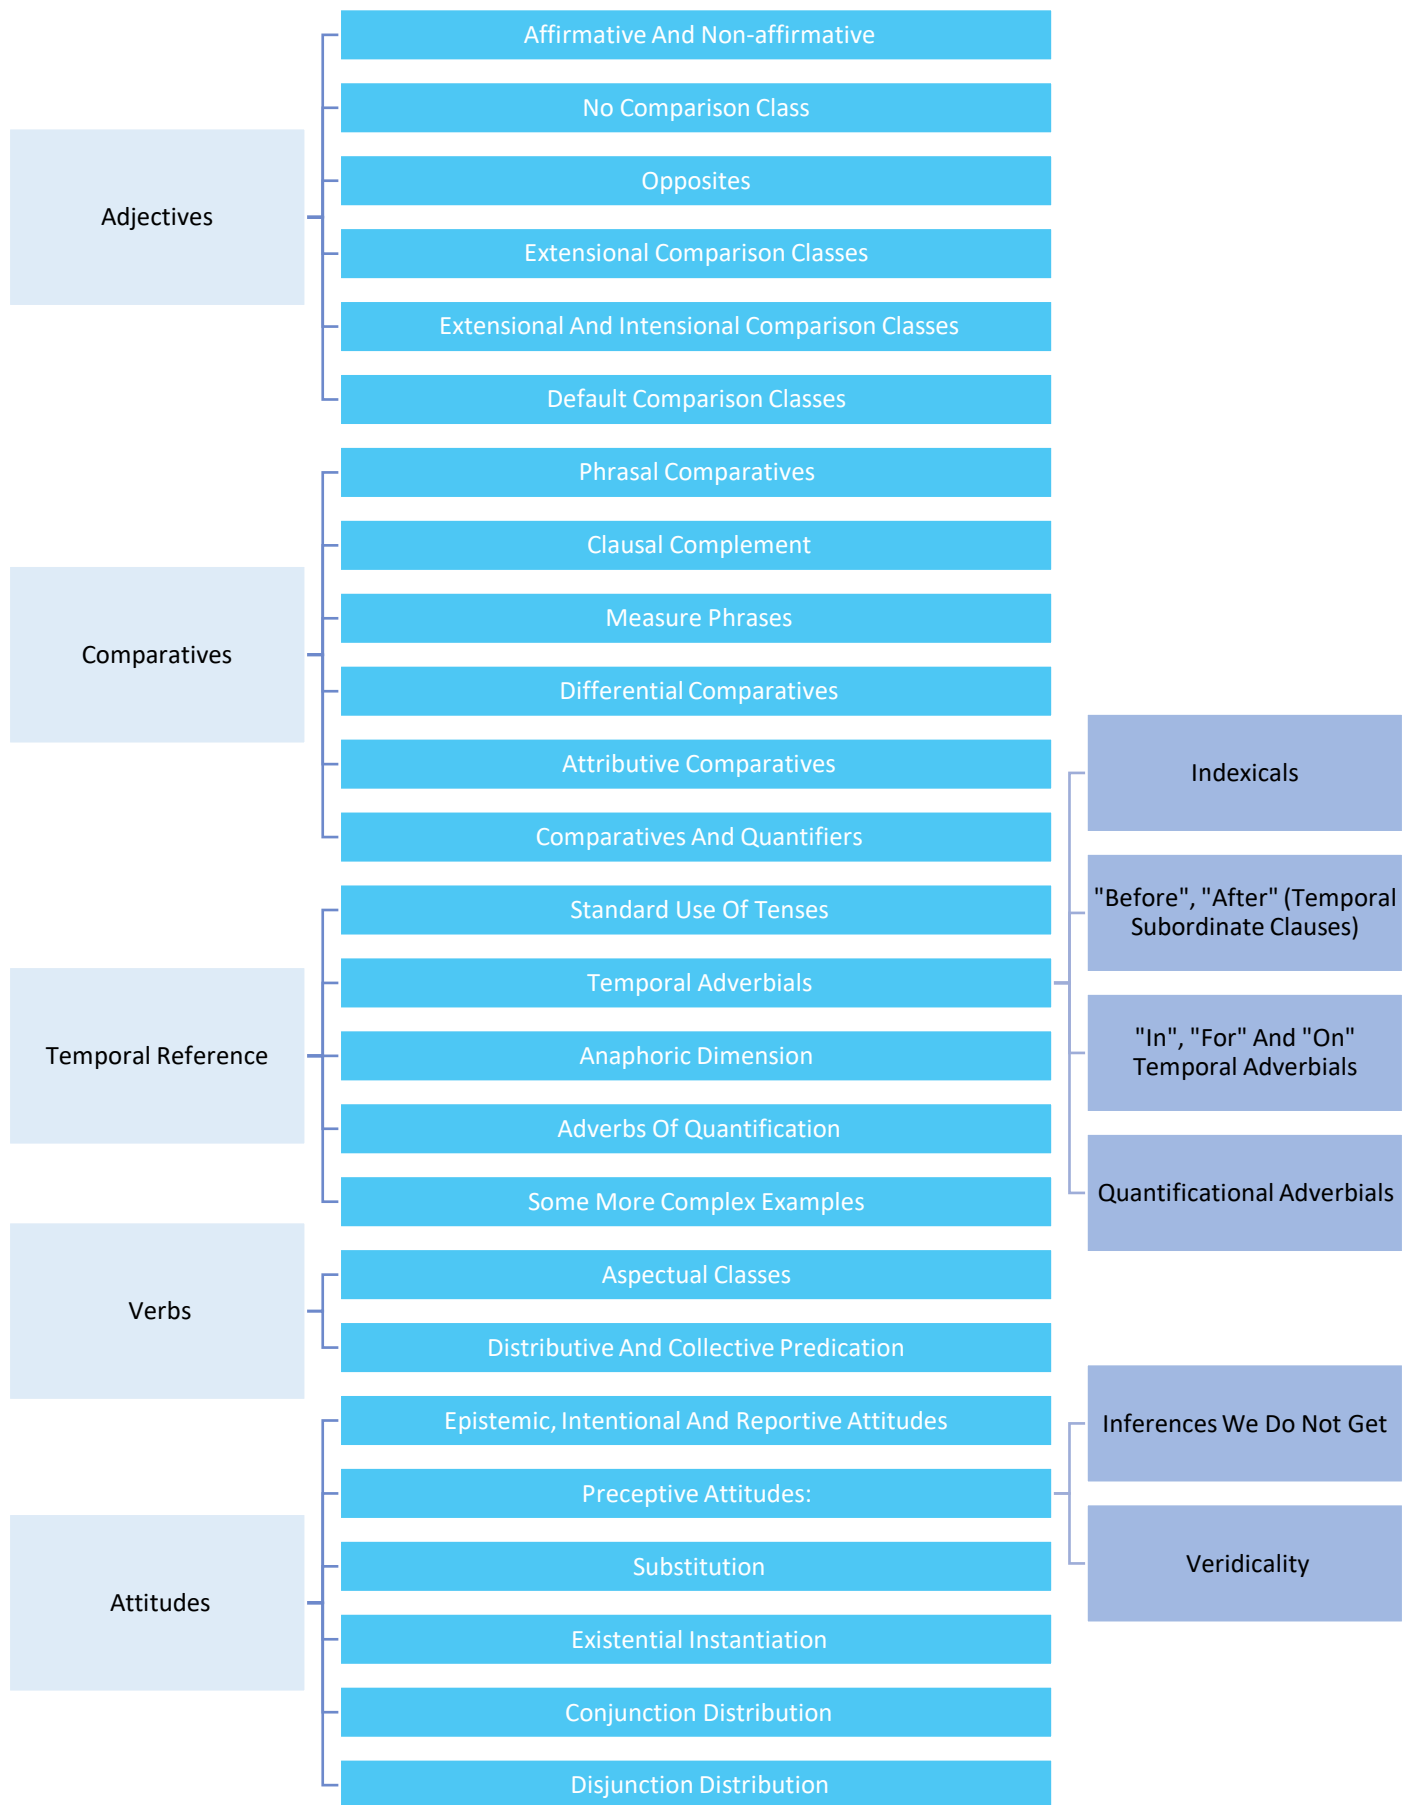 Adjectives
Affirmative And Non-affirmative
No Comparison Class
Opposites
Extensional Comparison Classes
Extensional And Intensional Comparison Classes
Default Comparison Classes
Comparatives
Phrasal Comparatives
Clausal Complement
Measure Phrases
Differential Comparatives
Attributive Comparatives
Comparatives And Quantifiers
Temporal Reference
Standard Use Of Tenses
Temporal Adverbials
Indexicals
"Before", "After" (Temporal
Subordinate Clauses)
"In", "For" And "On"
Temporal Adverbials
Quantificational Adverbials
Anaphoric Dimension
Adverbs Of Quantification
Some More Complex Examples
Verbs
Aspectual Classes
Distributive And Collective Predication
Attitudes
Epistemic, Intentional And Reportive Attitudes
Preceptive Attitudes:
Inferences We Do Not Get
Veridicality
Substitution
Existential Instantiation
Conjunction Distribution
Disjunction Distribution